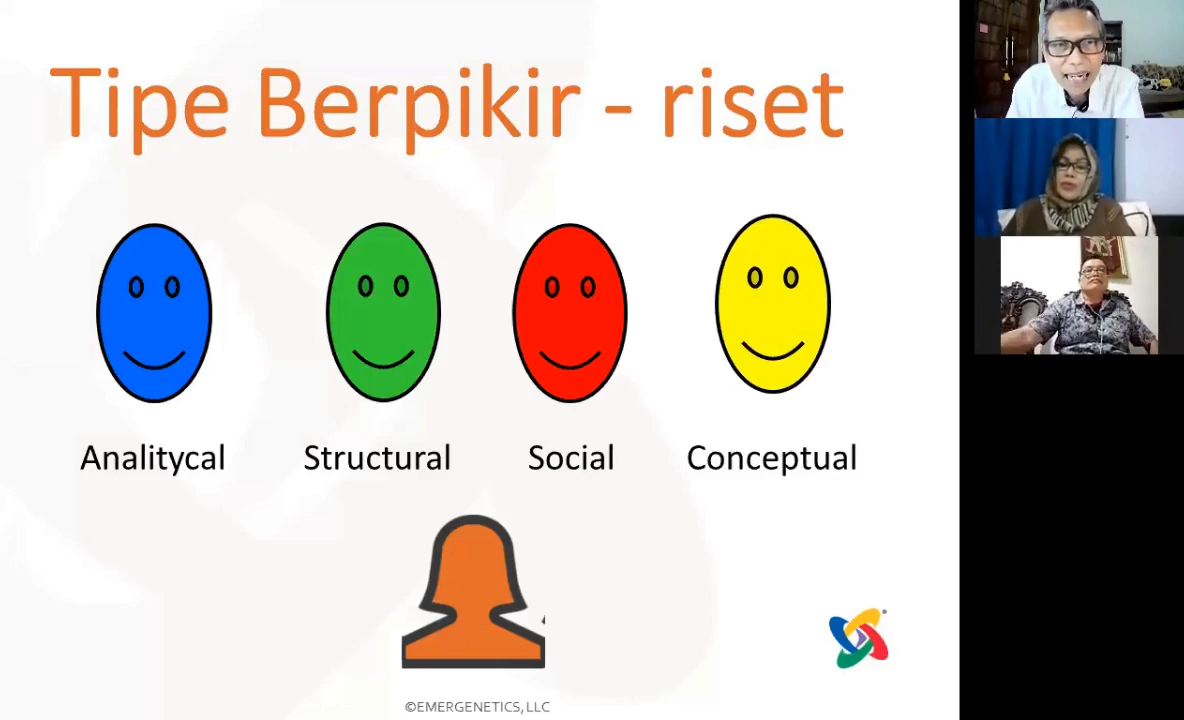 Tipe Berpikir - riset
Analitycal Structural Social Conceptual
©EMERGENETICS, LLC